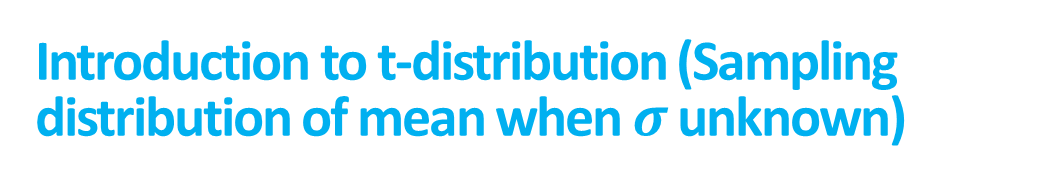 Introduction to t-distribution (Sampling
distribution of mean when 𝝈 unknown)